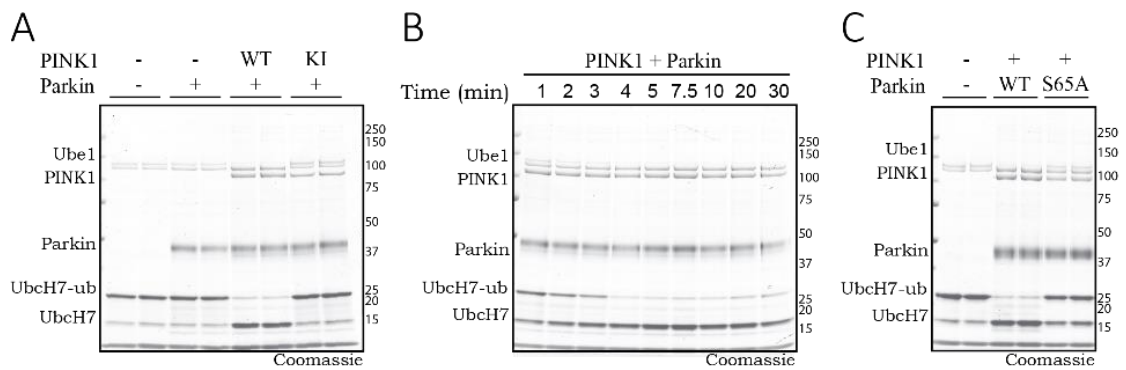 A
PINK1 - - WT KI
Parkin - + + +
Ube1
PINK1
Parkin
UbcH7-ub
UbcH7
250
150
100
75
50
37
25
20
15
Coomassie
B
PINK1 + Parkin
Time (min) 1 2 3 4 5 7.5 10 20 30
Ube1
PINK1
Parkin
UbcH7-ub
UbcH7
250
150
100
75
50
37
25
20
15
Coomassie
C
PINK1 - + +
Parkin - WT S65A
Ube1
PINK1
Parkin
UbcH7-ub
UbcH7
250
150
100
75
50
37
25
20
15
Coomassie